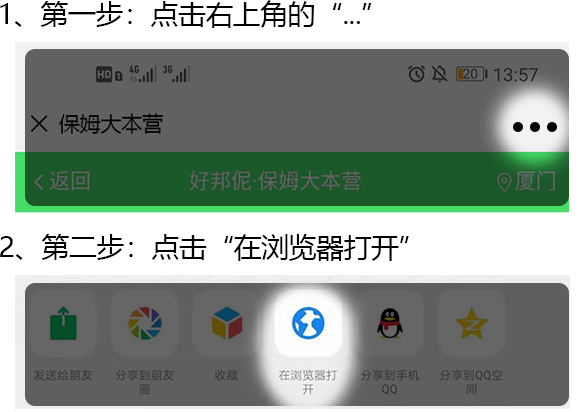 1、第一步：点击右上角的“...”
HD 4G 3G 20 13:57
× 保姆大本营
返回 好邦伲·保姆大本营 厦门
2、第二步：点击“在浏览器打开”
发送给朋友 分享到朋友圈 收藏 在浏览器打开 分享到手机QQ 分享到QQ空间